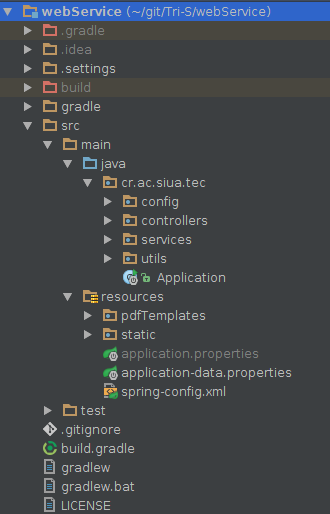 webService (~/git/Tri-S/webService)
.gradle
.idea
.settings
build
gradle
src
main
java
cr.ac.siua.tec
config
controllers
services
utils
Application
resources
pdfTemplates
static
application.properties
application-data.properties
spring-config.xml
test
.gitignore
build.gradle
gradlew
gradlew.bat
LICENSE